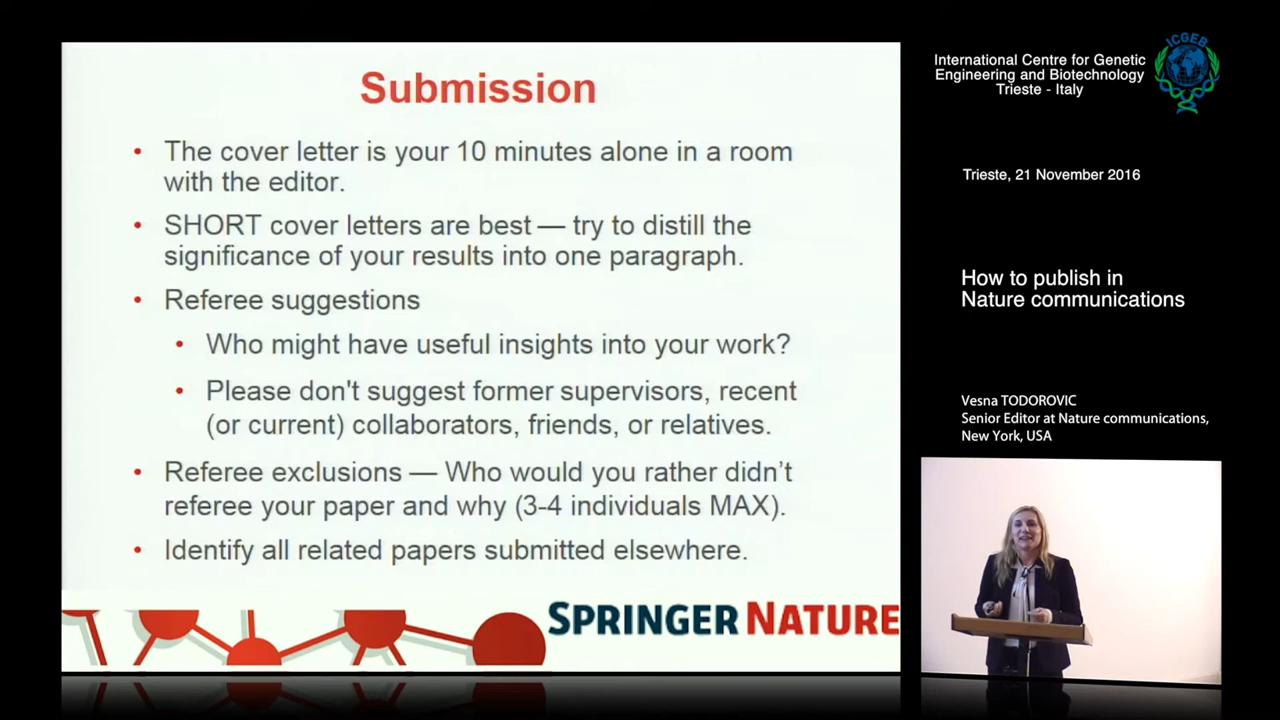 Submission
• The cover letter is your 10 minutes alone in a room
with the editor.
• SHORT cover letters are best — try to distill the
significance of your results into one paragraph.
• Referee suggestions
• Who might have useful insights into your work?
• Please don't suggest former supervisors, recent
(or current) collaborators, friends, or relatives.
• Referee exclusions — Who would you rather didn't
referee your paper and why (3-4 individuals MAX).
• Identify all related papers submitted elsewhere.
SPRINGER NATURE
International Centre for Genetic
Engineering and Biotechnology
Trieste - Italy
ICGEB
Trieste, 21 November 2016
How to publish in
Nature communications
Vesna TODOROVIC
Senior Editor at Nature communications,
New York, USA